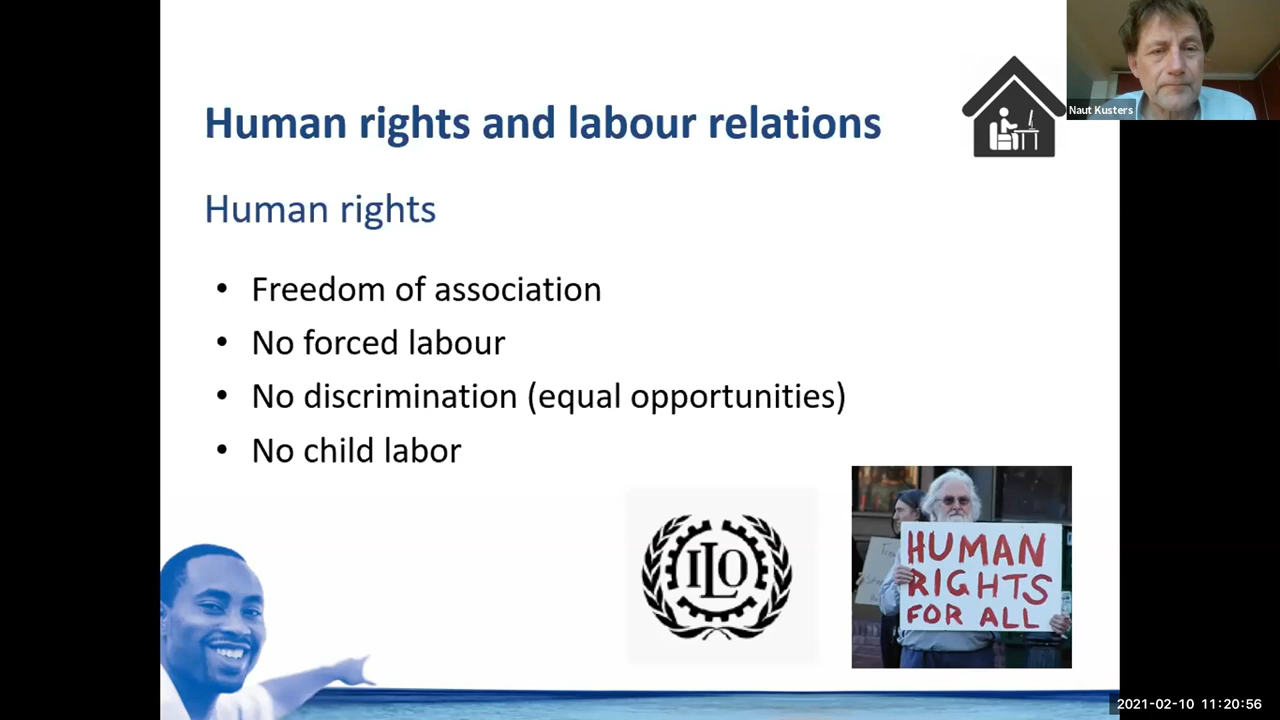 Human rights and labour relations
Naut Kusters
Human rights
• Freedom of association
• No forced labour
• No discrimination (equal opportunities)
• No child labor
ILO
HUMAN
RIGHTS
FOR ALL
2021-02-10 11:20:56